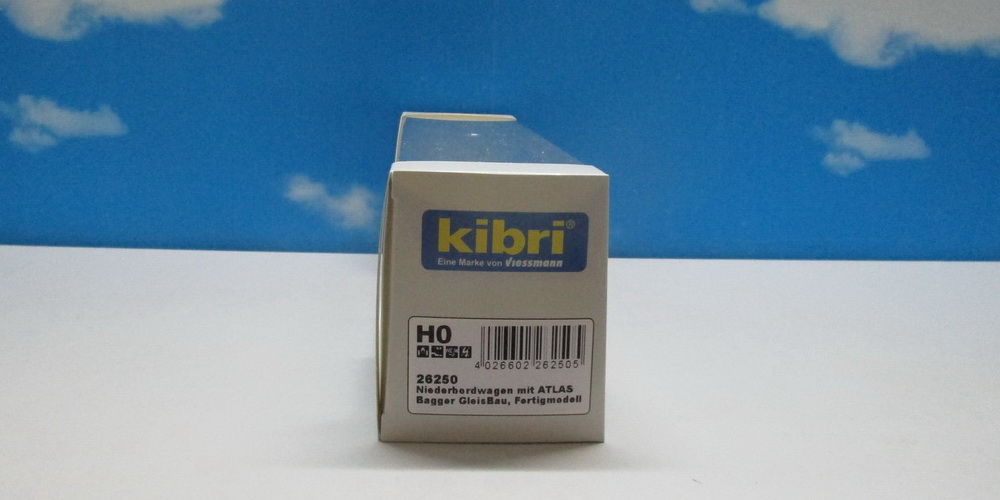 kibri®
Eine Marke von Viessmann
H0
4 026602 262505
26250
Niederbordwagen mit ATLAS
Bagger GleisBau, Fertigmodell